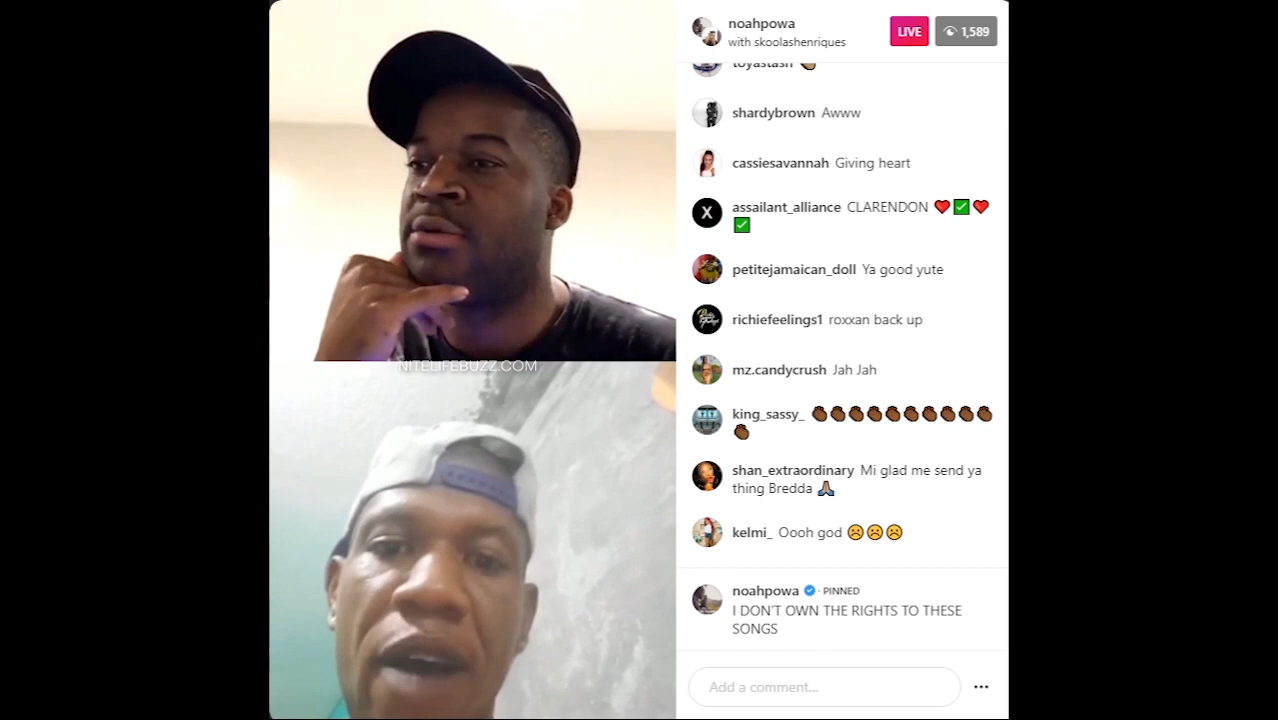 noahpowa
with skoolashenriques
LIVE
1,589
toyastash
shardybrown Awww
cassiesavannah Giving heart
X
assailant_alliance CLARENDON
petitejamaican_doll Ya good yute
richiefeelings1 roxxan back up
mz.candycrush Jah Jah
king_sassy_
shan_extraordinary Mi glad me send ya
thing Bredda
kelmi_ Oooh god
noahpowa · PINNED
I DON'T OWN THE RIGHTS TO THESE
SONGS
Add a comment...
NITELIFEBUZZ.COM